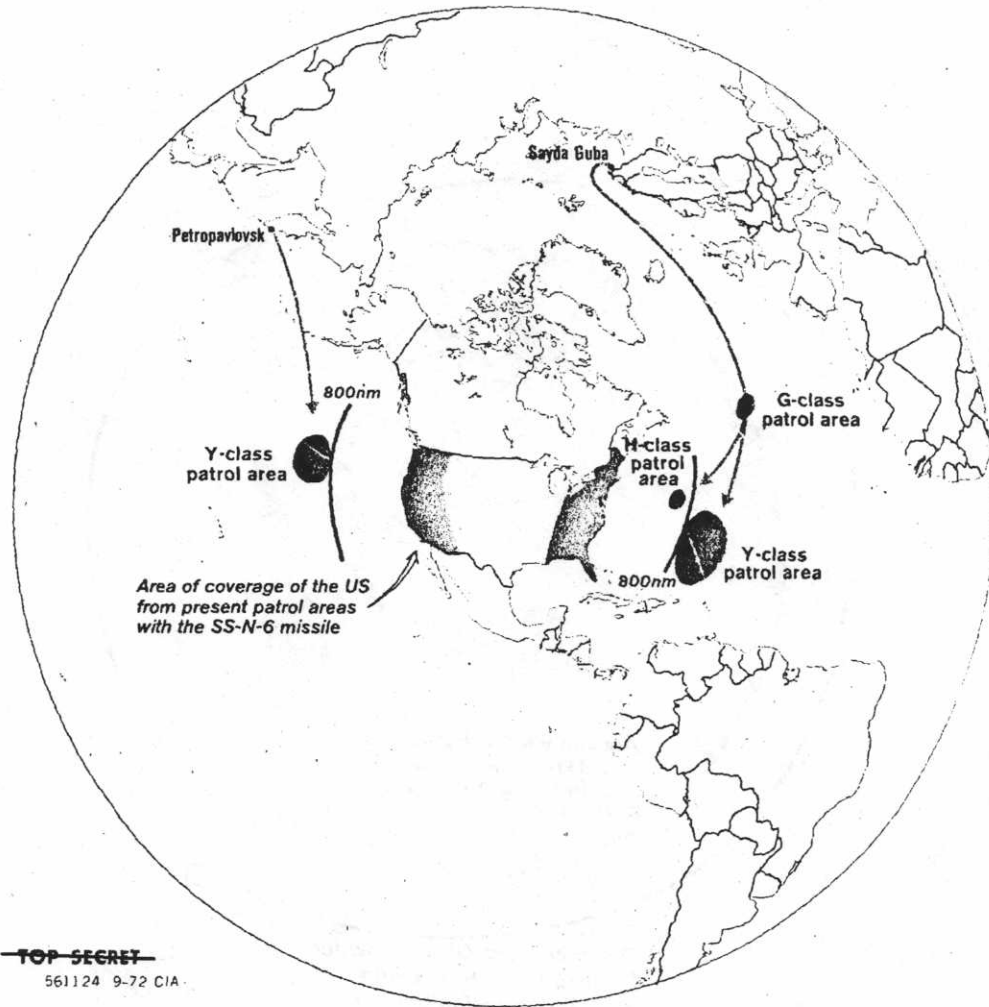 Sayda Guba
Petropavlovsk
800nm
G-class
patrol area
Y-class
patrol area
H-class
patrol
area
Y-class
patrol area
800nm
Area of coverage of the US
from present patrol areas
with the SS-N-6 missile
TOP SECRET
561124 9-72 CIA